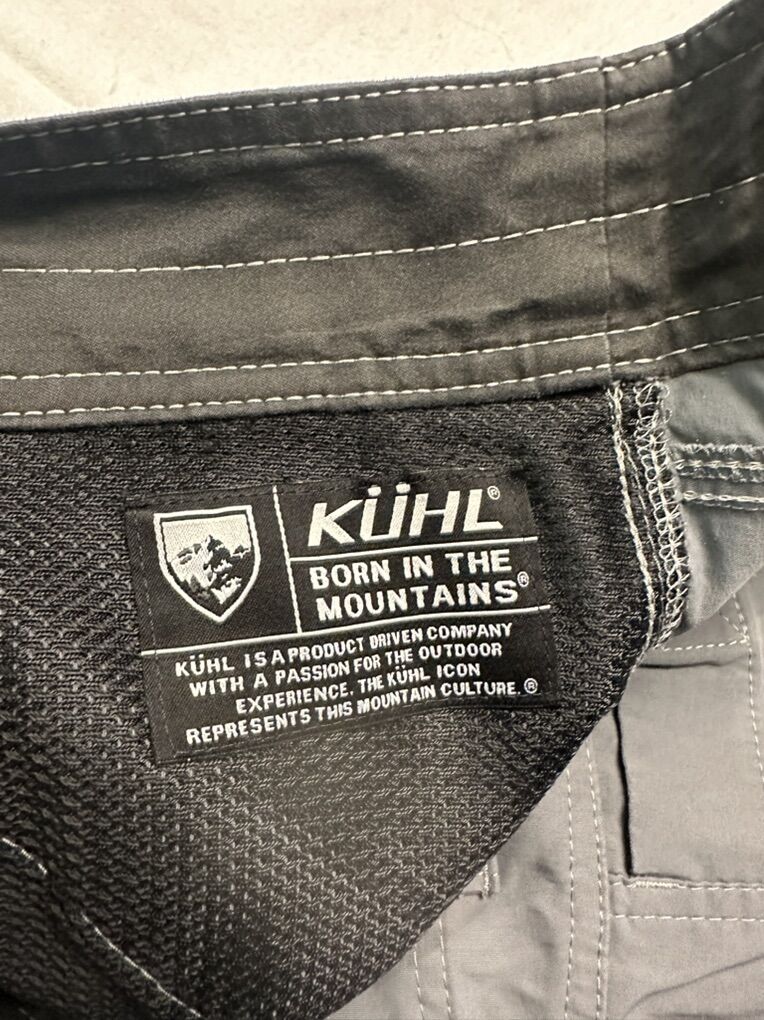 KÜHL®
BORN IN THE
MOUNTAINS®
KÜHL IS A PRODUCT DRIVEN COMPANY
WITH A PASSION FOR THE OUTDOOR
EXPERIENCE. THE KÜHL ICON
REPRESENTS THIS MOUNTAIN CULTURE.®